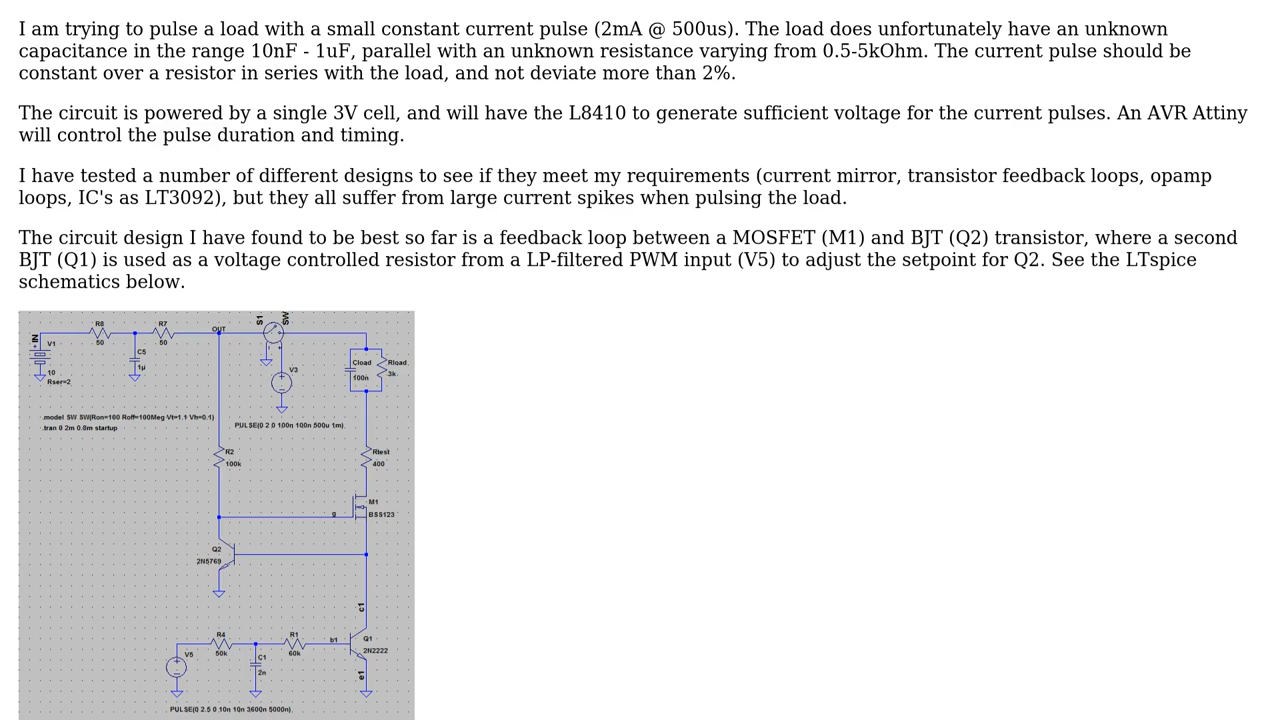 I am trying to pulse a load with a small constant current pulse (2mA @ 500us). The load does unfortunately have an unknown
capacitance in the range 10nF - 1uF, parallel with an unknown resistance varying from 0.5-5kOhm. The current pulse should be
constant over a resistor in series with the load, and not deviate more than 2%.
The circuit is powered by a single 3V cell, and will have the L8410 to generate sufficient voltage for the current pulses. An AVR Attiny
will control the pulse duration and timing.
I have tested a number of different designs to see if they meet my requirements (current mirror, transistor feedback loops, opamp
loops, IC's as LT3092), but they all suffer from large current spikes when pulsing the load.
The circuit design I have found to be best so far is a feedback loop between a MOSFET (M1) and BJT (Q2) transistor, where a second
BJT (Q1) is used as a voltage controlled resistor from a LP-filtered PWM input (V5) to adjust the setpoint for Q2. See the LTspice
schematics below.
IN
V1
10
Rser=2
R8
50
C5
1µ
R7
50
OUT
S1
SW
V3
PULSE(0 2 0 100n 100n 500u 1m)
Cload
100n
Rload
3k
.model SW SW(Ron=100 Roff=100Meg Vt=1.1 Vh=0.1)
.tran 0 2m 0.0m startup
R2
100k
Rtest
400
g
M1
BSS123
Q2
2N5769
c1
V5
R4
50k
C1
2n
R1
60k
b1
Q1
2N2222
e1
PULSE(0 2.5 0 10n 10n 3600n 5000n)